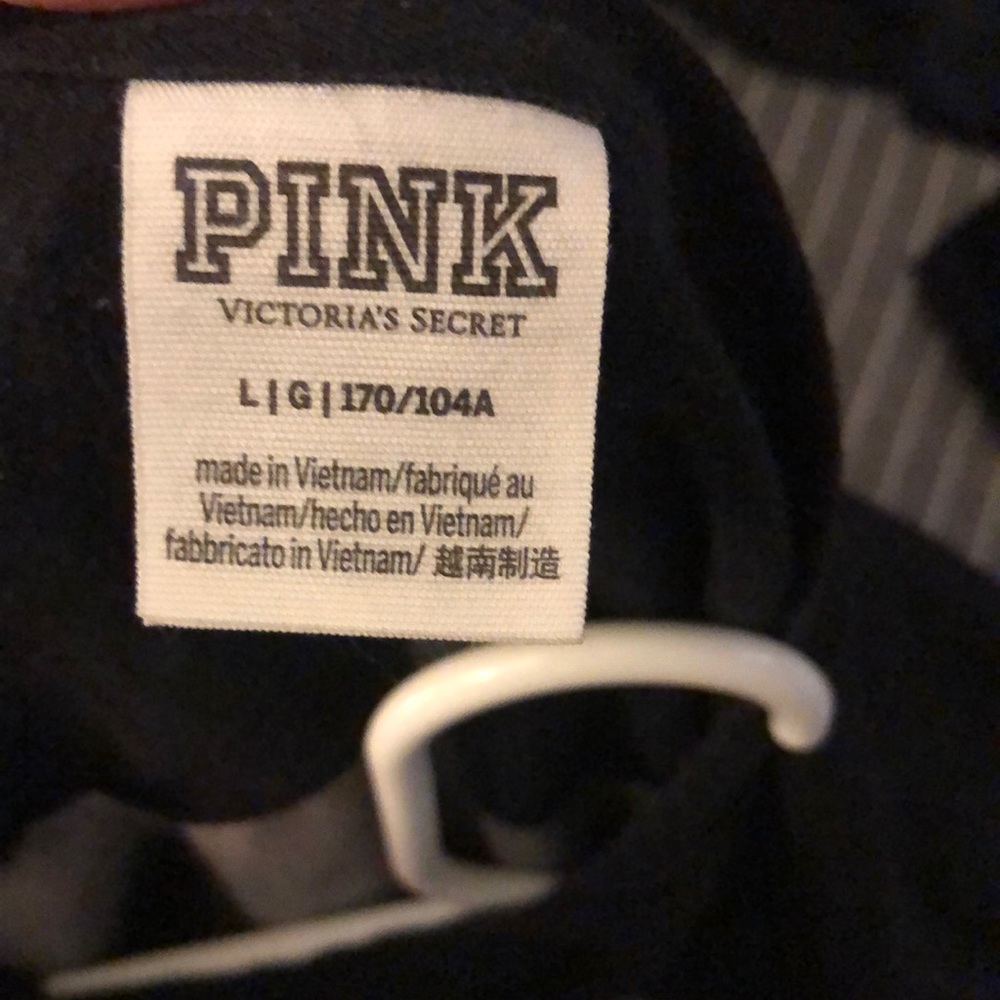 PINK
VICTORIA'S SECRET
L | G | 170/104A
made in Vietnam/fabriqué au
Vietnam/hecho en Vietnam/
fabbricato in Vietnam/ 越南制造